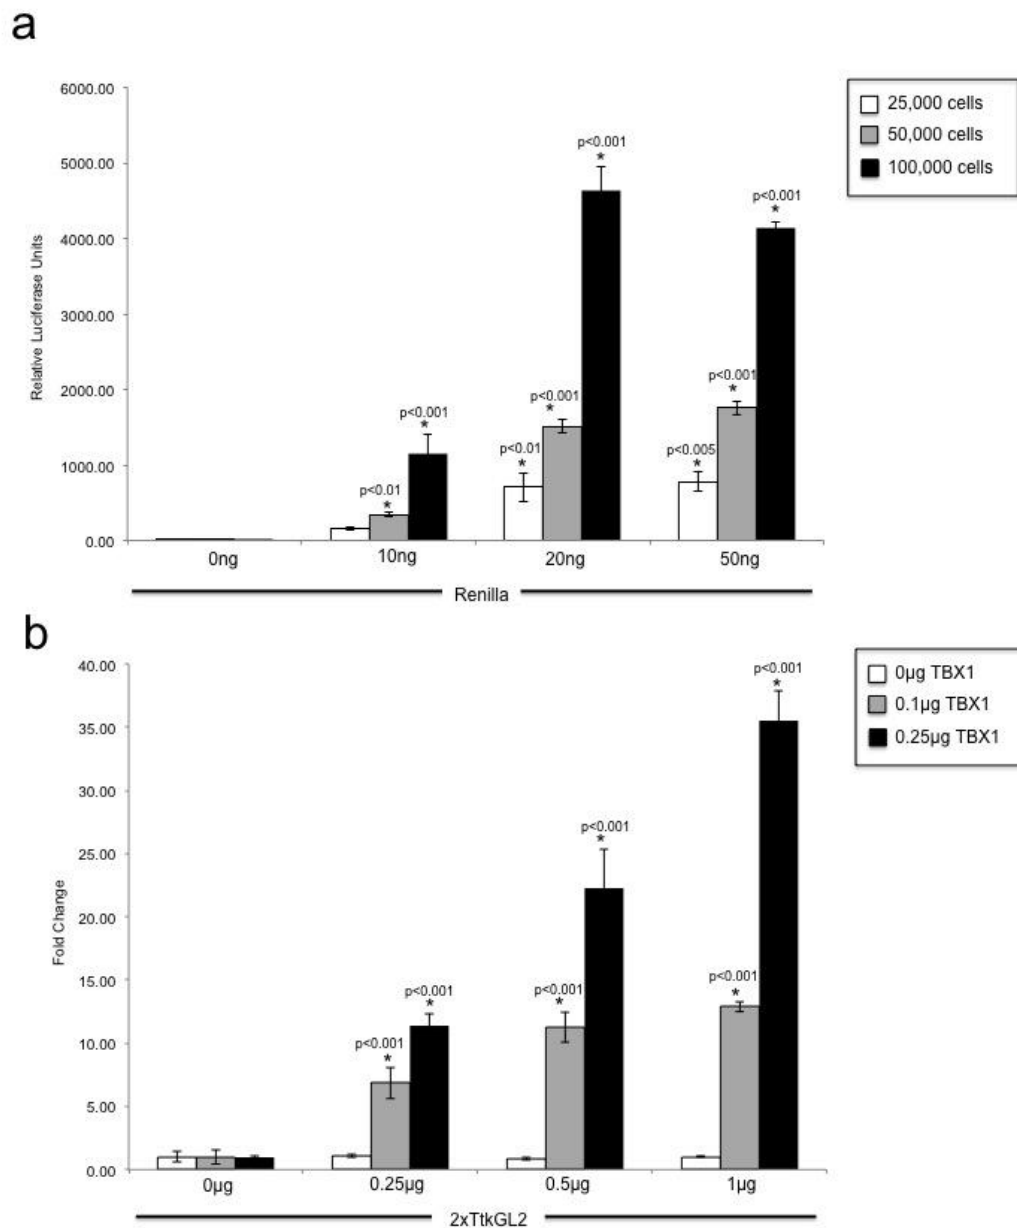 a
6000.00
5000.00
4000.00
3000.00
2000.00
1000.00
0.00
Relative Luciferase Units
25,000 cells
50,000 cells
100,000 cells
p<0.01
*
p<0.001
*
p<0.01
*
p<0.001
*
p<0.001
*
p<0.005
*
p<0.001
*
p<0.001
*
0ng
10ng
20ng
50ng
Renilla
b
40.00
35.00
30.00
25.00
20.00
15.00
10.00
5.00
0.00
Fold Change
0µg TBX1
0.1µg TBX1
0.25µg TBX1
p<0.001
*
p<0.001
*
p<0.001
*
p<0.001
*
p<0.001
*
p<0.001
*
0µg
0.25µg
0.5µg
1µg
2xTtkGL2